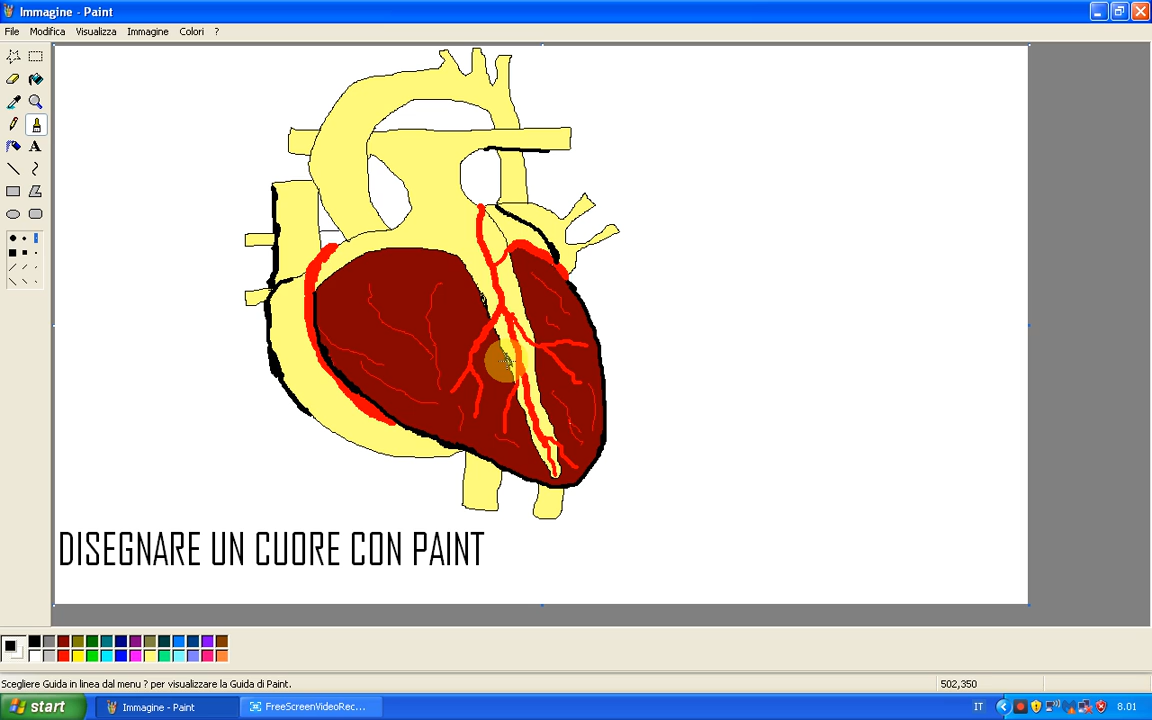 Immagine - Paint
File Modifica Visualizza Immagine Colori ?
A
DISEGNARE UN CUORE CON PAINT
Scegliere Guida in linea dal menu ? per visualizzare la Guida di Paint.
502,350
start
Immagine - Paint
FreeScreenVideoRec...
IT
8.01